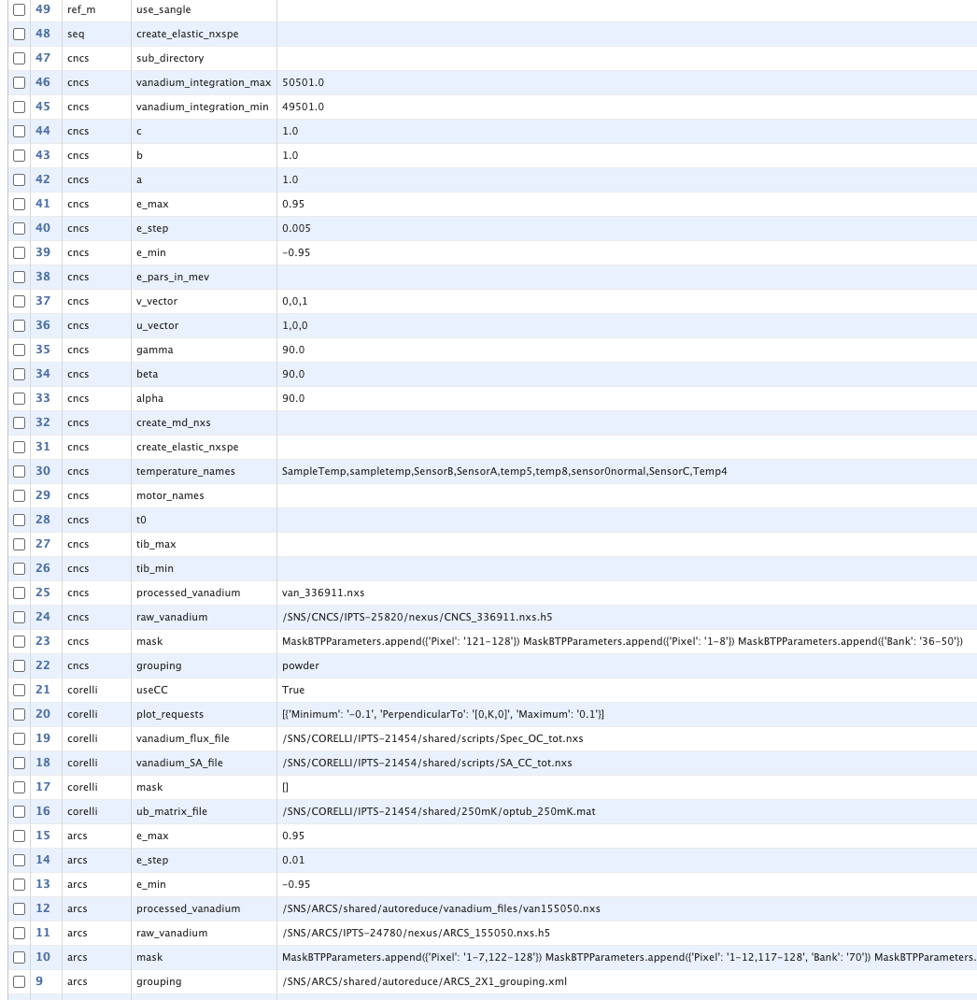 49 ref_m use_sangle
48 seq create_elastic_nxspe
47 cncs sub_directory
46 cncs vanadium_integration_max 50501.0
45 cncs vanadium_integration_min 49501.0
44 cncs c 1.0
43 cncs b 1.0
42 cncs a 1.0
41 cncs e_max 0.95
40 cncs e_step 0.005
39 cncs e_min -0.95
38 cncs e_pars_in_mev
37 cncs v_vector 0,0,1
36 cncs u_vector 1,0,0
35 cncs gamma 90.0
34 cncs beta 90.0
33 cncs alpha 90.0
32 cncs create_md_nxs
31 cncs create_elastic_nxspe
30 cncs temperature_names SampleTemp,sampletemp,SensorB,SensorA,temp5,temp8,sensor0normal,SensorC,Temp4
29 cncs motor_names
28 cncs t0
27 cncs tib_max
26 cncs tib_min
25 cncs processed_vanadium van_336911.nxs
24 cncs raw_vanadium /SNS/CNCS/IPTS-25820/nexus/CNCS_336911.nxs.h5
23 cncs mask MaskBTPParameters.append({'Pixel': '121-128'}) MaskBTPParameters.append({'Pixel': '1-8'}) MaskBTPParameters.append({'Bank': '36-50'})
22 cncs grouping powder
21 corelli useCC True
20 corelli plot_requests [{'Minimum': '-0.1', 'PerpendicularTo': '[0,K,0]', 'Maximum': '0.1'}]
19 corelli vanadium_flux_file /SNS/CORELLI/IPTS-21454/shared/scripts/Spec_OC_tot.nxs
18 corelli vanadium_SA_file /SNS/CORELLI/IPTS-21454/shared/scripts/SA_CC_tot.nxs
17 corelli mask []
16 corelli ub_matrix_file /SNS/CORELLI/IPTS-21454/shared/250mK/optub_250mK.mat
15 arcs e_max 0.95
14 arcs e_step 0.01
13 arcs e_min -0.95
12 arcs processed_vanadium /SNS/ARCS/shared/autoreduce/vanadium_files/van155050.nxs
11 arcs raw_vanadium /SNS/ARCS/IPTS-24780/nexus/ARCS_155050.nxs.h5
10 arcs mask MaskBTPParameters.append({'Pixel': '1-7,122-128'}) MaskBTPParameters.append({'Pixel': '1-12,117-128', 'Bank': '70'}) MaskBTPParameters.
9 arcs grouping /SNS/ARCS/shared/autoreduce/ARCS_2X1_grouping.xml